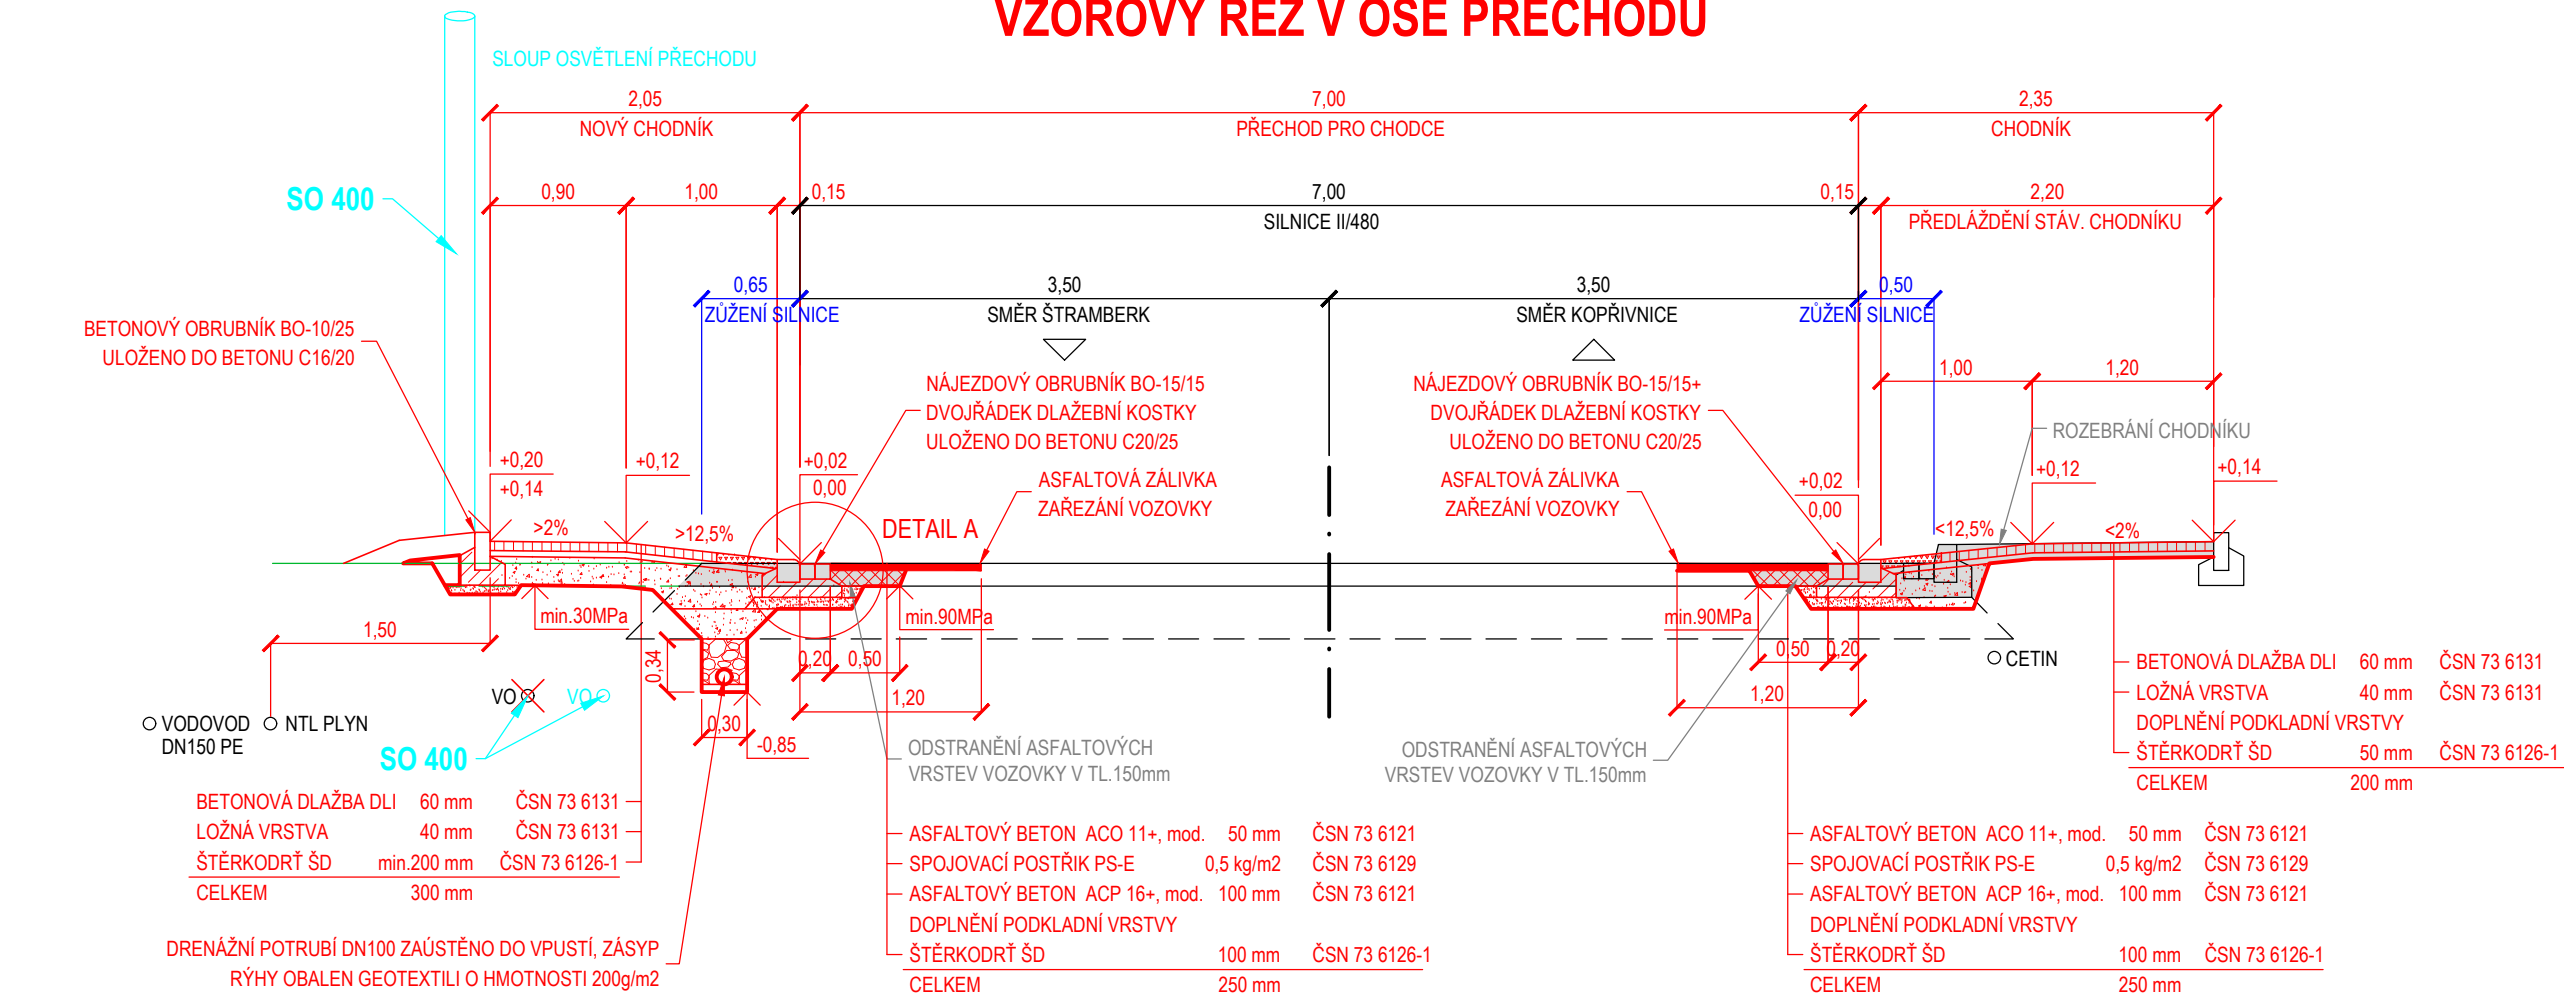 VZOROVÝ ŘEZ V OSE PŘECHODU
SLOUP OSVĚTLENÍ PŘECHODU
2,05
7,00
2,35
NOVÝ CHODNÍK
PŘECHOD PRO CHODCE
CHODNÍK
SO 400
0,90
1,00
0,15
7,00
0,15
2,20
SILNICE II/480
PŘEDLÁŽDĚNÍ STÁV. CHODNÍKU
0,65
3,50
3,50
0,50
ZÚŽENÍ SILNICE
SMĚR ŠTRAMBERK
SMĚR KOPŘIVNICE
ZÚŽENÍ SILNICE
BETONOVÝ OBRUBNÍK BO-10/25
ULOŽENO DO BETONU C16/20
NÁJEZDOVÝ OBRUBNÍK BO-15/15
DVOJŘÁDEK DLAŽEBNÍ KOSTKY
ULOŽENO DO BETONU C20/25
NÁJEZDOVÝ OBRUBNÍK BO-15/15+
DVOJŘÁDEK DLAŽEBNÍ KOSTKY
ULOŽENO DO BETONU C20/25
1,00
1,20
ROZEBRÁNÍ CHODNÍKU
+0,20
+0,14
+0,12
+0,02
0,00
ASFALTOVÁ ZÁLIVKA
ZAŘEZÁNÍ VOZOVKY
ASFALTOVÁ ZÁLIVKA
ZAŘEZÁNÍ VOZOVKY
+0,02
0,00
+0,12
+0,14
>2%
>12,5%
DETAIL A
<12,5%
<2%
min.30MPa
min.90MPa
min.90MPa
1,50
0,34
0,20
0,50
0,50
0,20
CETIN
1,20
1,20
VO
VO
VODOVOD
DN150 PE
NTL PLYN
0,30
-0,85
SO 400
ODSTRANĚNÍ ASFALTOVÝCH
VRSTEV VOZOVKY V TL.150mm
ODSTRANĚNÍ ASFALTOVÝCH
VRSTEV VOZOVKY V TL.150mm
BETONOVÁ DLAŽBA DLI 60 mm ČSN 73 6131
LOŽNÁ VRSTVA 40 mm ČSN 73 6131
DOPLNĚNÍ PODKLADNÍ VRSTVY
ŠTĚRKODRŤ ŠD 50 mm ČSN 73 6126-1
CELKEM 200 mm
BETONOVÁ DLAŽBA DLI 60 mm ČSN 73 6131
LOŽNÁ VRSTVA 40 mm ČSN 73 6131
ŠTĚRKODRŤ ŠD min.200 mm ČSN 73 6126-1
CELKEM 300 mm
DRENÁŽNÍ POTRUBÍ DN100 ZAÚSTĚNO DO VPUSTÍ, ZÁSYP
RÝHY OBALEN GEOTEXTILI O HMOTNOSTI 200g/m2
ASFALTOVÝ BETON ACO 11+, mod. 50 mm ČSN 73 6121
SPOJOVACÍ POSTŘIK PS-E 0,5 kg/m2 ČSN 73 6129
ASFALTOVÝ BETON ACP 16+, mod. 100 mm ČSN 73 6121
DOPLNĚNÍ PODKLADNÍ VRSTVY
ŠTĚRKODRŤ ŠD 100 mm ČSN 73 6126-1
CELKEM 250 mm
ASFALTOVÝ BETON ACO 11+, mod. 50 mm ČSN 73 6121
SPOJOVACÍ POSTŘIK PS-E 0,5 kg/m2 ČSN 73 6129
ASFALTOVÝ BETON ACP 16+, mod. 100 mm ČSN 73 6121
DOPLNĚNÍ PODKLADNÍ VRSTVY
ŠTĚRKODRŤ ŠD 100 mm ČSN 73 6126-1
CELKEM 250 mm